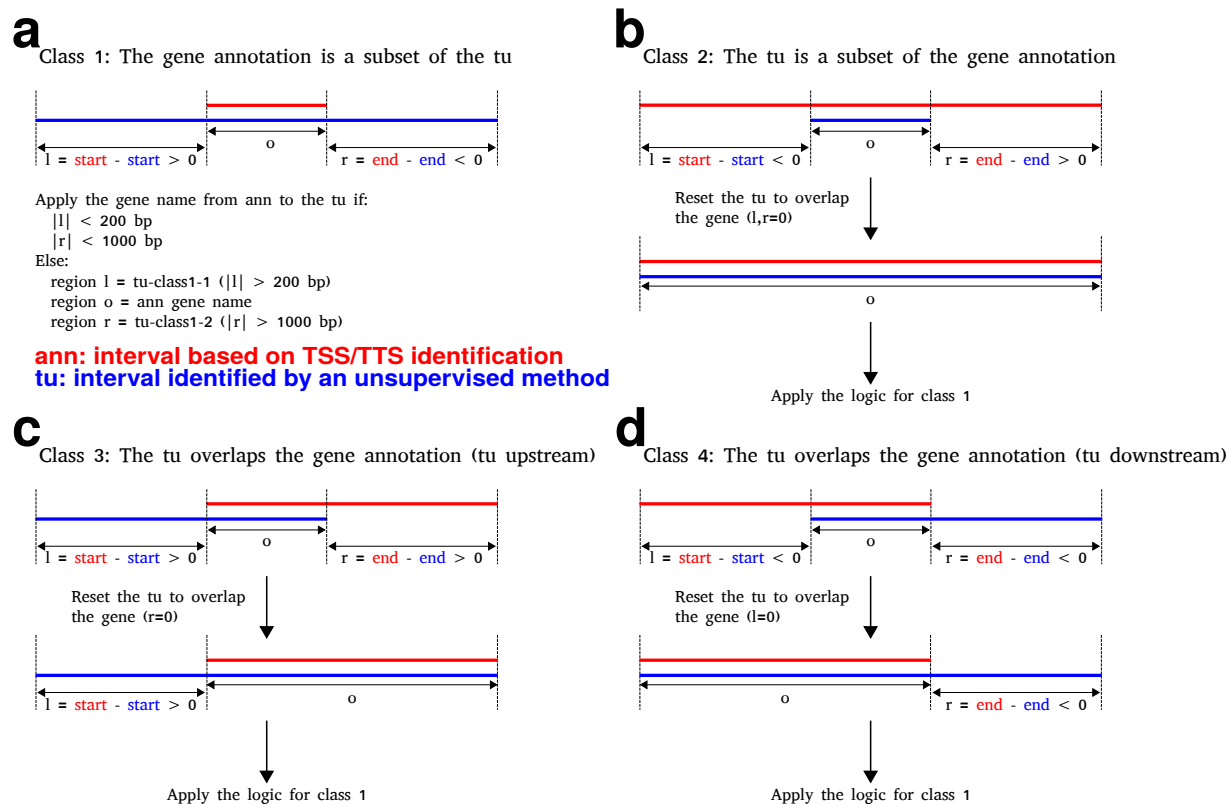 a
Class 1: The gene annotation is a subset of the tu
o
l = start - start > 0
r = end - end < 0
Apply the gene name from ann to the tu if:
|l| < 200 bp
|r| < 1000 bp
Else:
region l = tu-class1-1 (|l| > 200 bp)
region o = ann gene name
region r = tu-class1-2 (|r| > 1000 bp)
ann: interval based on TSS/TTS identification
tu: interval identified by an unsupervised method
b
Class 2: The tu is a subset of the gene annotation
o
l = start - start < 0
r = end - end > 0
Reset the tu to overlap
the gene (l,r=0)
o
Apply the logic for class 1
c
Class 3: The tu overlaps the gene annotation (tu upstream)
o
l = start - start > 0
r = end - end > 0
Reset the tu to overlap
the gene (r=0)
l = start - start > 0
o
Apply the logic for class 1
d
Class 4: The tu overlaps the gene annotation (tu downstream)
o
l = start - start < 0
r = end - end < 0
Reset the tu to overlap
the gene (l=0)
o
r = end - end < 0
Apply the logic for class 1